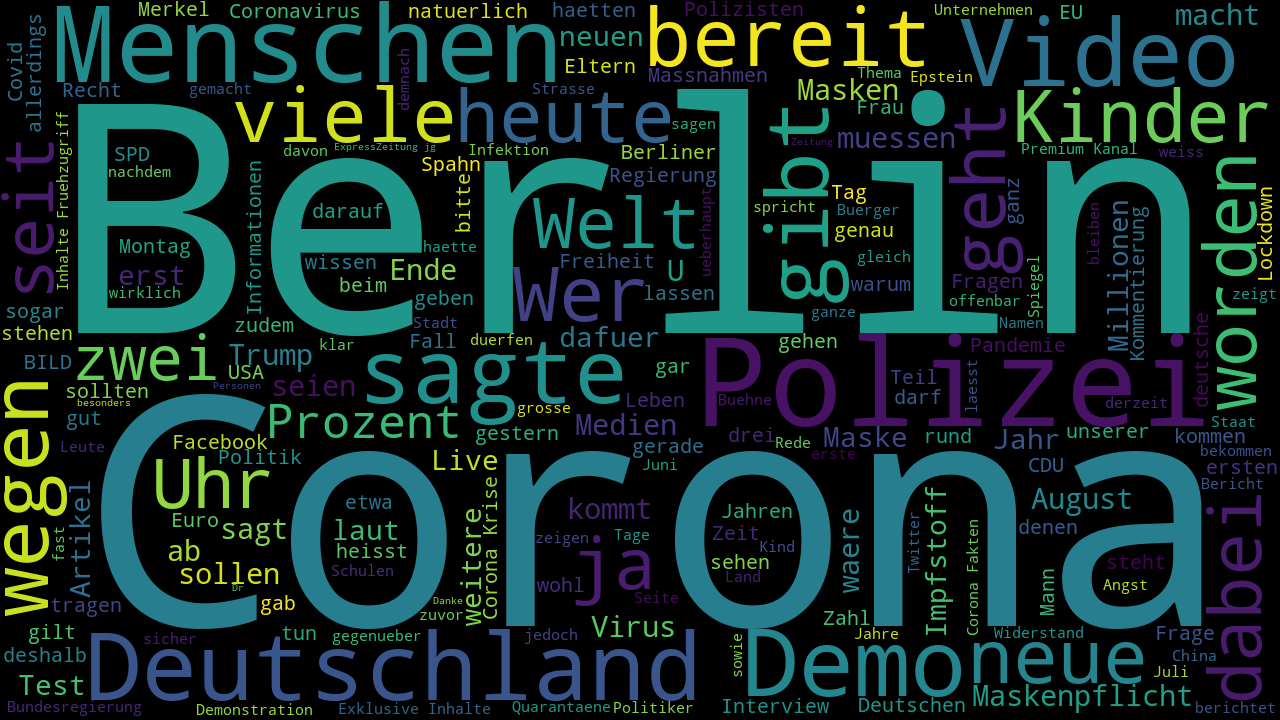 Merkel
Coronavirus
natuerlich
haetten
Polizisten
Unternehmen
EU
macht
Menschen
neuen
bereit
Video
Covid
allerdings
Eltern
Massnahmen
Thema
Epstein
Recht
gemacht
demnach
Strasse
Masken
Frau
Kinder
viele
heute
sagen
gibt
muessen
geht
seit
Inhalte Fruehzugriff
SPD
nachdem
davon
ExpressZeitung jg
Infektion
Berliner
Zeitung
Premium Kanal
weiss
Berlin
Informationen
Spahn
bitte
Regierung
Tag
Buerger
genau
ganz
worden
Lockdown
darauf
Welt
ueberhaupt
spricht
bleiben
Millionen
Kommentierung
Montag
erst
wirklich
wissen
beim
haette
Ende
geben
Wer
Freiheit
U
lassen
gleich
warum
ganze
Fragen
offenbar
Spiegel
zeigt
sogar
stehen
zudem
klar
Stadt
Fall
duerfen
dafuer
gehen
Namen
Pandemie
deutsche
BILD
zwei
Trump
USA
Personen
seien
sagte
gar
Polizei
Teil
darf
laesst
derzeit
sollten
besonders
gut
Leute
wegen
Prozent
grosse
gestern
Leben
Medien
gerade
Buehne
drei
Rede
erste
Maske
rund
Jahr
unserer
Staat
kommen
bekommen
Facebook
Politik
Live
Juni
CDU
ersten
Bericht
Corona
Uhr
Artikel
fast
Euro
sagt
ab
sollen
Dr
gab
etwa
laut
heisst
Schulen
weitere
Corona Krise
kommt
zeigen
Tage
ja
wohl
Seite
Jahren
Zeit
Kind
sehen
Land
waere
Twitter
Impfstoff
Corona Fakten
August
denen
Mann
steht
Angst
dabei
tragen
Danke
zuvor
Virus
Zahl
gilt
deshalb
Test
sicher
tun
gegenueber
jedoch
sowie
Jahre
Widerstand
Frage
China
Juli
Deutschland
Demo
neue
Maskenpflicht
Bundesregierung
Demonstration
Exklusive Inhalte
Quarantaene
Politiker
Interview
Deutschen
berichtet